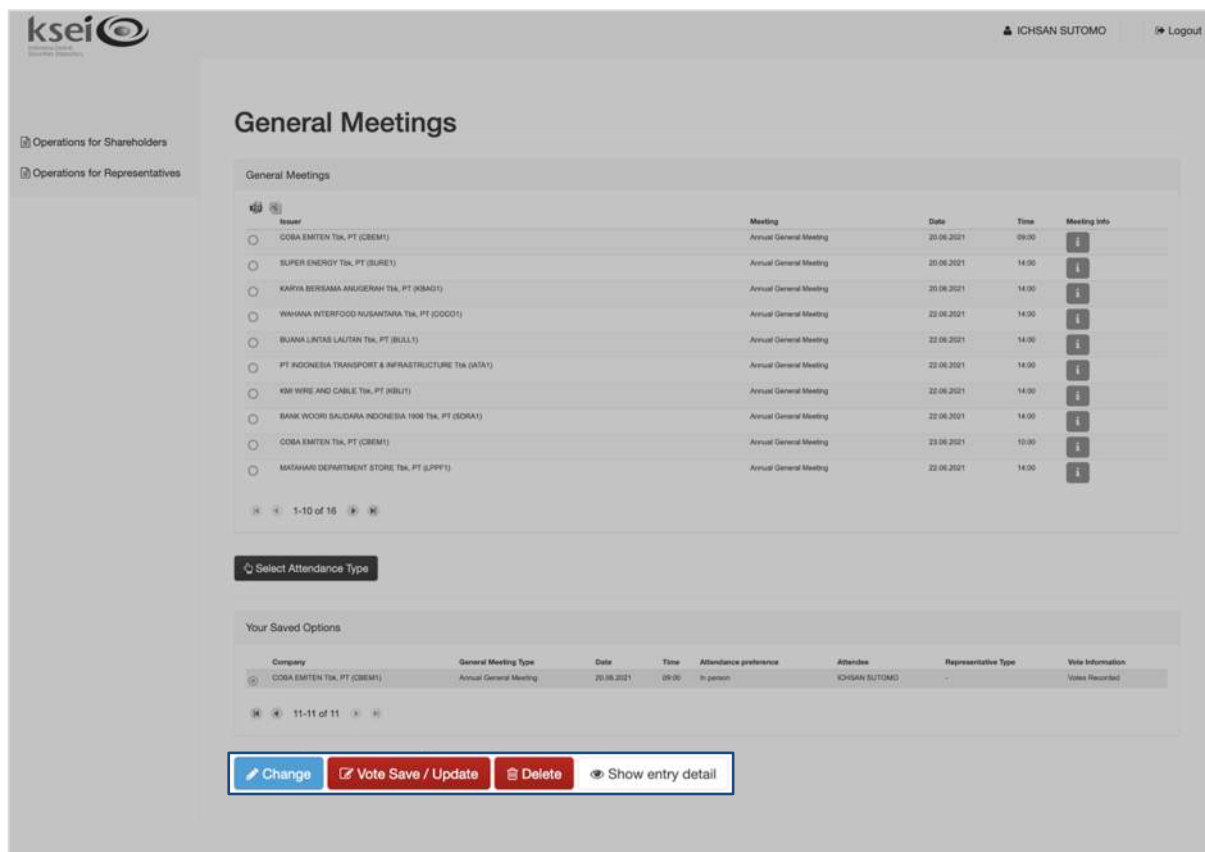 ksei
Indonesia Central
Securities Depository
ICHSAN SUTOMO
Logout
Operations for Shareholders
Operations for Representatives
General Meetings
General Meetings
Issuer Meeting Date Time Meeting Info
COBA EMITEN Tbk, PT (CBEM1) Annual General Meeting 20.06.2021 09:00 i
SUPER ENERGY Tbk, PT (SURE1) Annual General Meeting 20.06.2021 14:00 i
KARYA BERSAMA ANUGERAH Tbk, PT (KBAG1) Annual General Meeting 20.06.2021 14:00 i
WAHANA INTERFOOD NUSANTARA Tbk, PT (COCO1) Annual General Meeting 22.06.2021 14:00 i
BUANA LINTAS LAUTAN Tbk, PT (BULL1) Annual General Meeting 22.06.2021 14:00 i
PT INDONESIA TRANSPORT & INFRASTRUCTURE Tbk (IATA1) Annual General Meeting 22.06.2021 14:00 i
KMI WIRE AND CABLE Tbk, PT (KBLI1) Annual General Meeting 22.06.2021 14:00 i
BANK WOORI SAUDARA INDONESIA 1906 Tbk, PT (SDRA1) Annual General Meeting 22.06.2021 14:00 i
COBA EMITEN Tbk, PT (CBEM1) Annual General Meeting 23.06.2021 10:00 i
MATAHARI DEPARTMENT STORE Tbk, PT (LPPF1) Annual General Meeting 22.06.2021 14:00 i
1-10 of 16
Select Attendance Type
Your Saved Options
Company General Meeting Type Date Time Attendance preference Attendee Representative Type Vote Information
COBA EMITEN Tbk, PT (CBEM1) Annual General Meeting 20.06.2021 09:00 In person ICHSAN SUTOMO - Votes Recorded
11-11 of 11
Change Vote Save / Update Delete Show entry detail